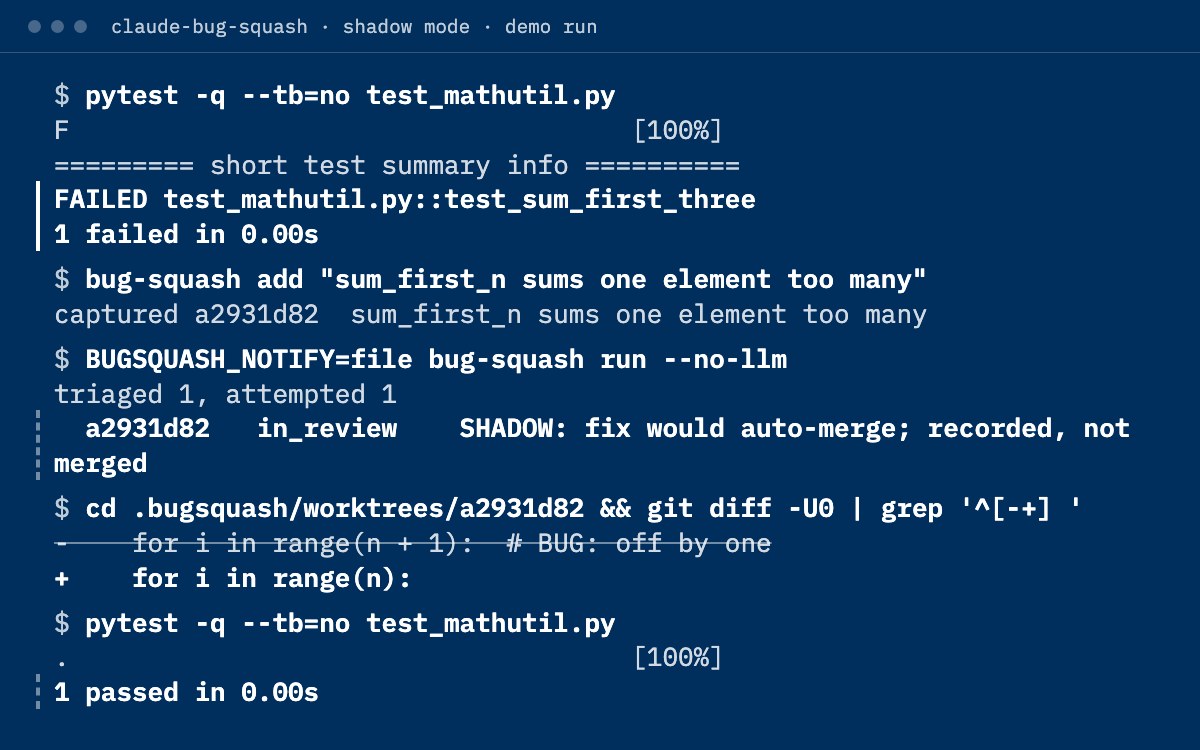 claude-bug-squash · shadow mode · demo run
$ pytest -q --tb=no test_mathutil.py
F                                    [100%]
========= short test summary info ==========
FAILED test_mathutil.py::test_sum_first_three
1 failed in 0.00s
$ bug-squash add "sum_first_n sums one element too many"
captured a2931d82  sum_first_n sums one element too many
$ BUGSQUASH_NOTIFY=file bug-squash run --no-llm
triaged 1, attempted 1
  a2931d82   in_review    SHADOW: fix would auto-merge; recorded, not
merged
$ cd .bugsquash/worktrees/a2931d82 && git diff -U0 | grep '^[-+] '
-    for i in range(n + 1):  # BUG: off by one
+    for i in range(n):
$ pytest -q --tb=no test_mathutil.py
.                                    [100%]
1 passed in 0.00s